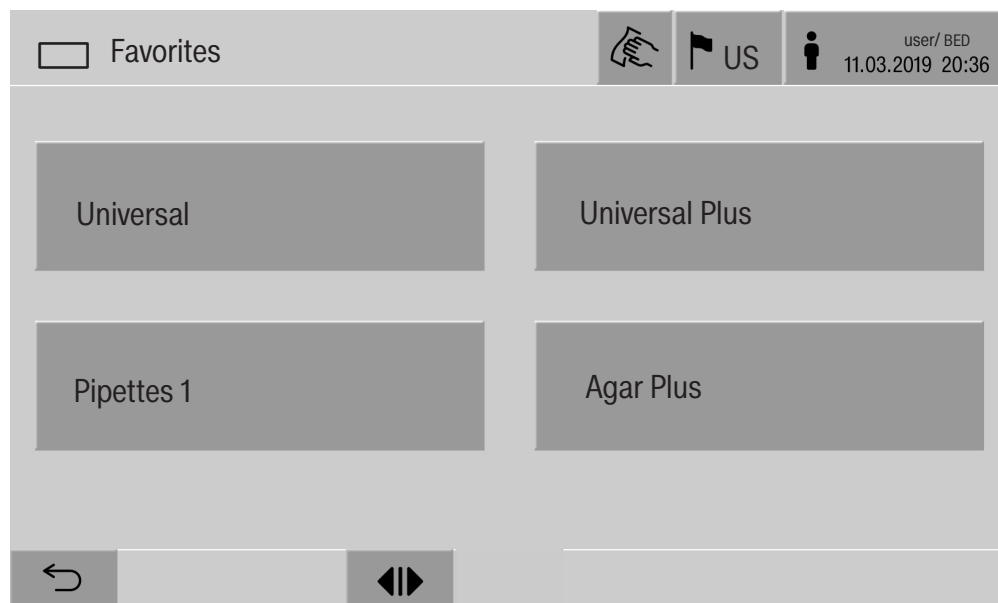 Favorites
US
user/ BED
11.03.2019 20:36
Universal
Universal Plus
Pipettes 1
Agar Plus